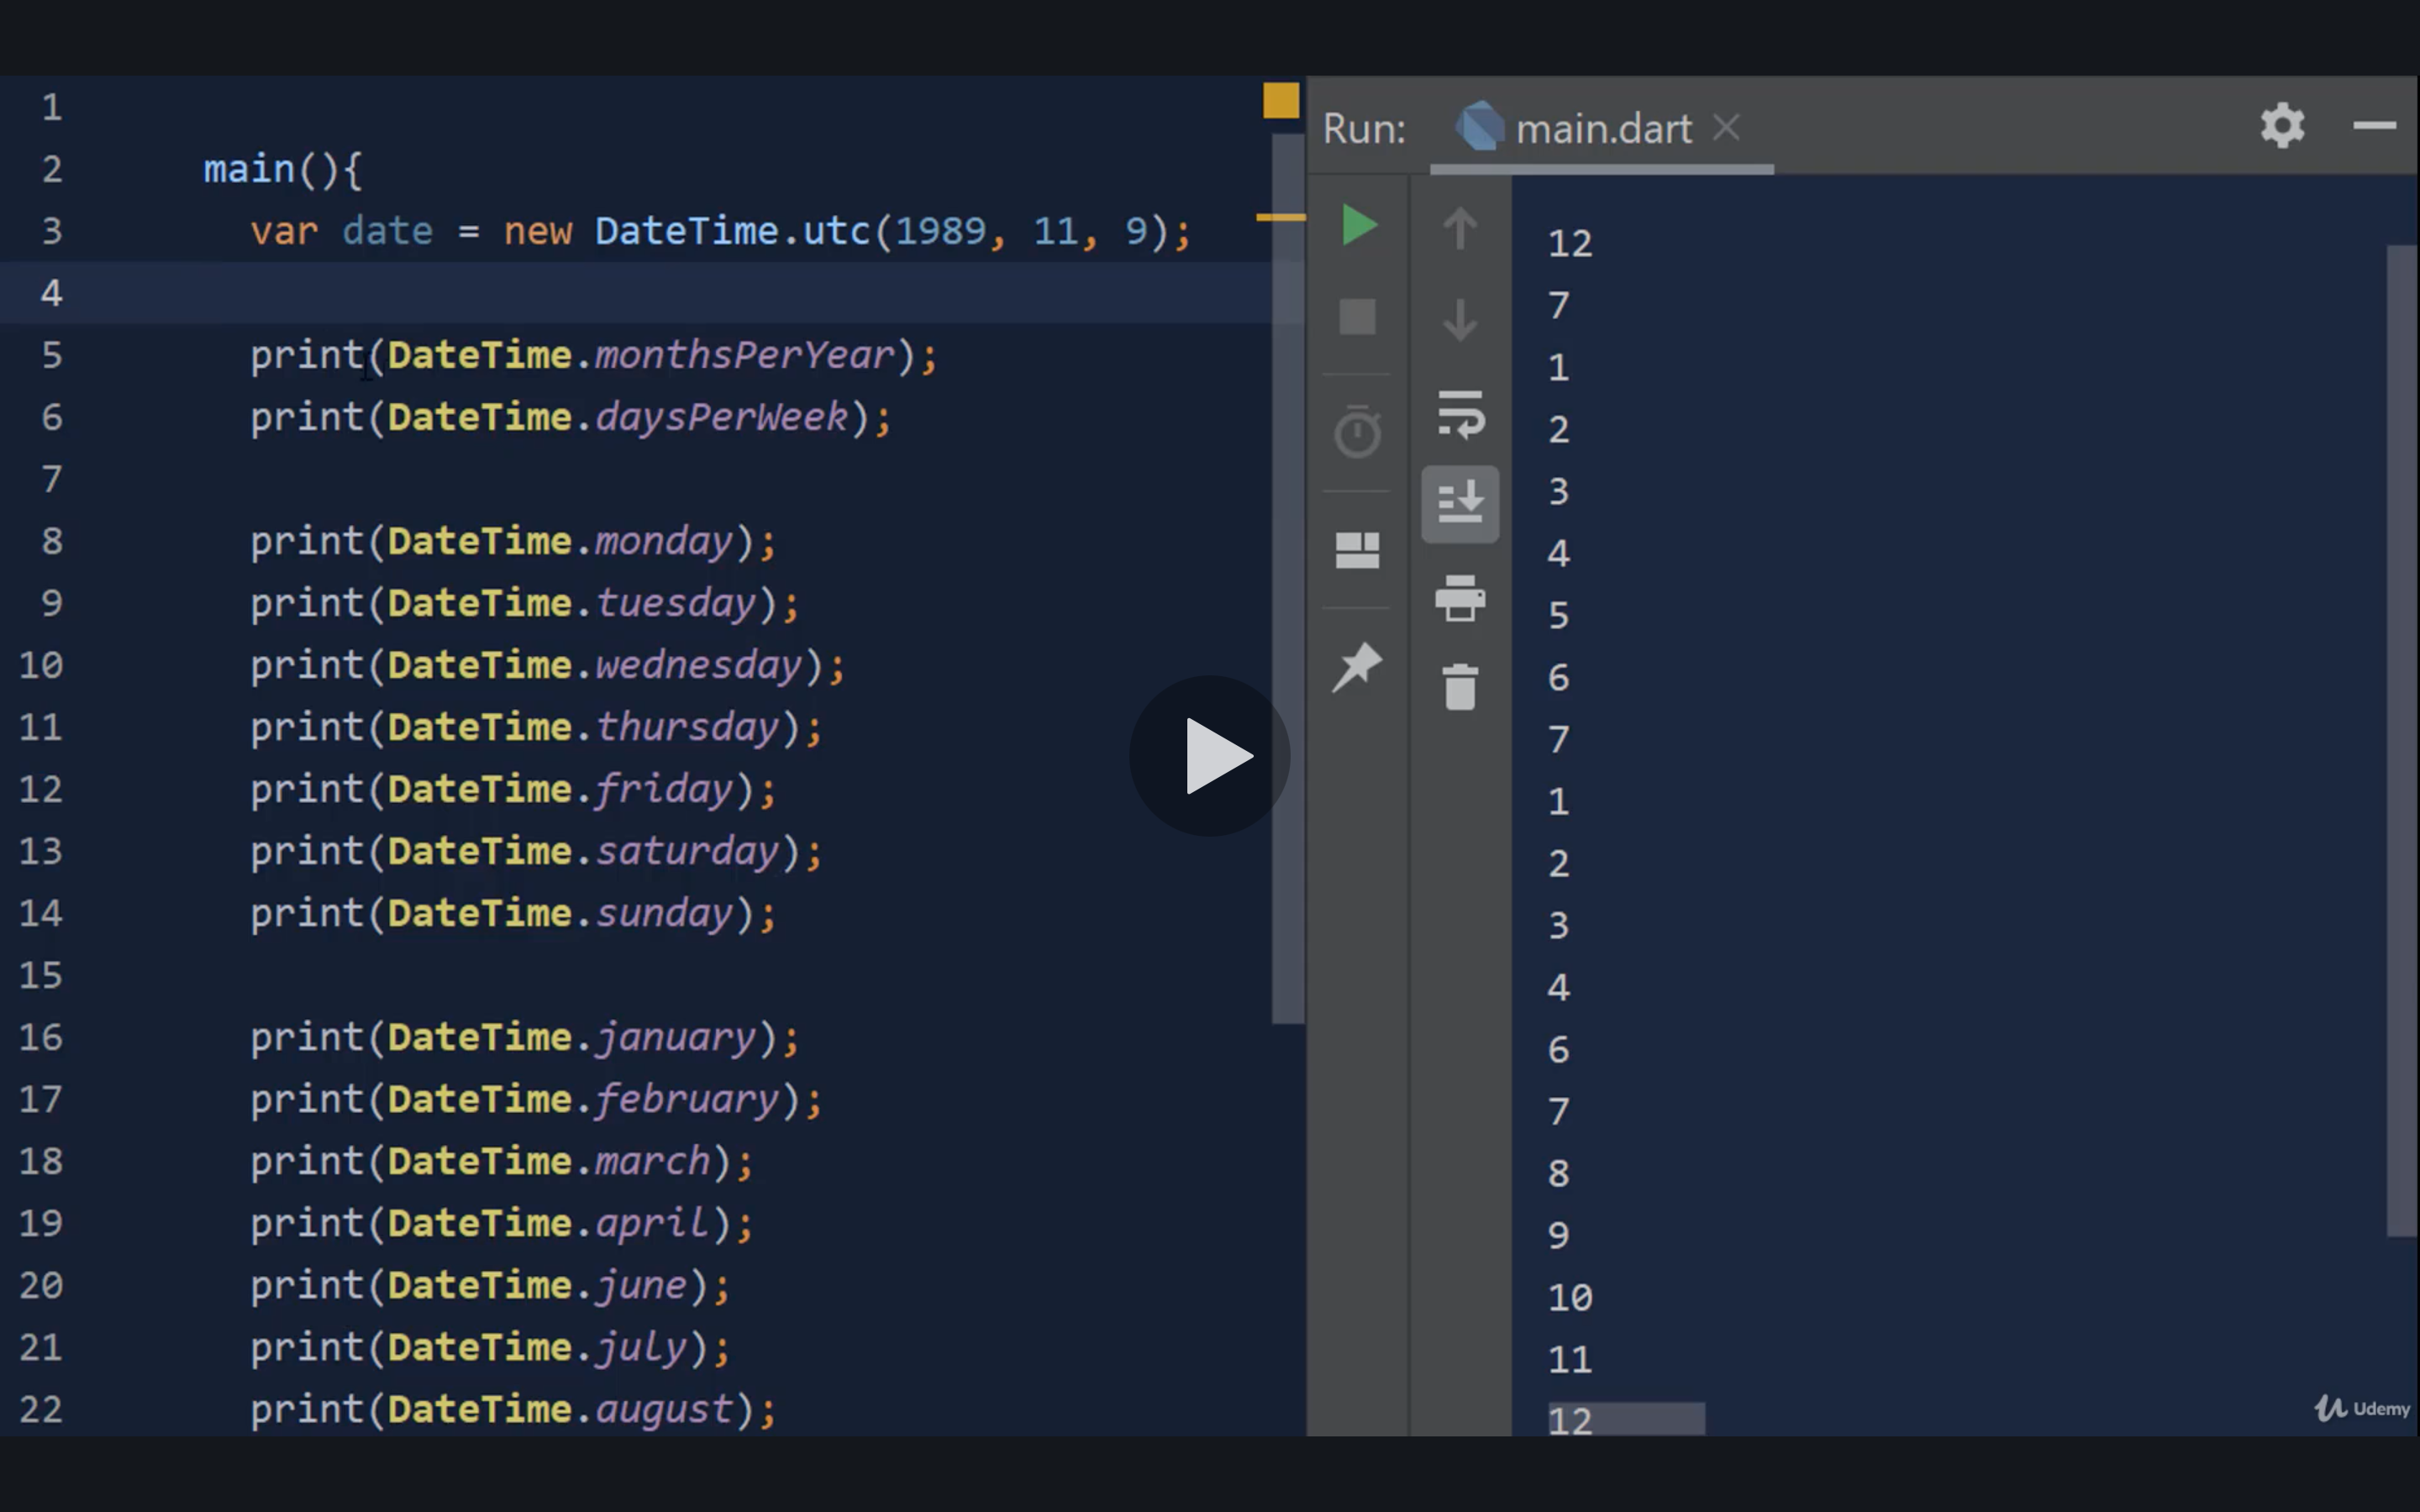 1
2 main(){
3 var date = new DateTime.utc(1989, 11, 9);
4
5 print(DateTime.monthsPerYear);
6 print(DateTime.daysPerWeek);
7
8 print(DateTime.monday);
9 print(DateTime.tuesday);
10 print(DateTime.wednesday);
11 print(DateTime.thursday);
12 print(DateTime.friday);
13 print(DateTime.saturday);
14 print(DateTime.sunday);
15
16 print(DateTime.january);
17 print(DateTime.february);
18 print(DateTime.march);
19 print(DateTime.april);
20 print(DateTime.june);
21 print(DateTime.july);
22 print(DateTime.august);
Run: main.dart
12
7
1
2
3
4
5
6
7
1
2
3
4
6
7
8
9
10
11
12
Udemy